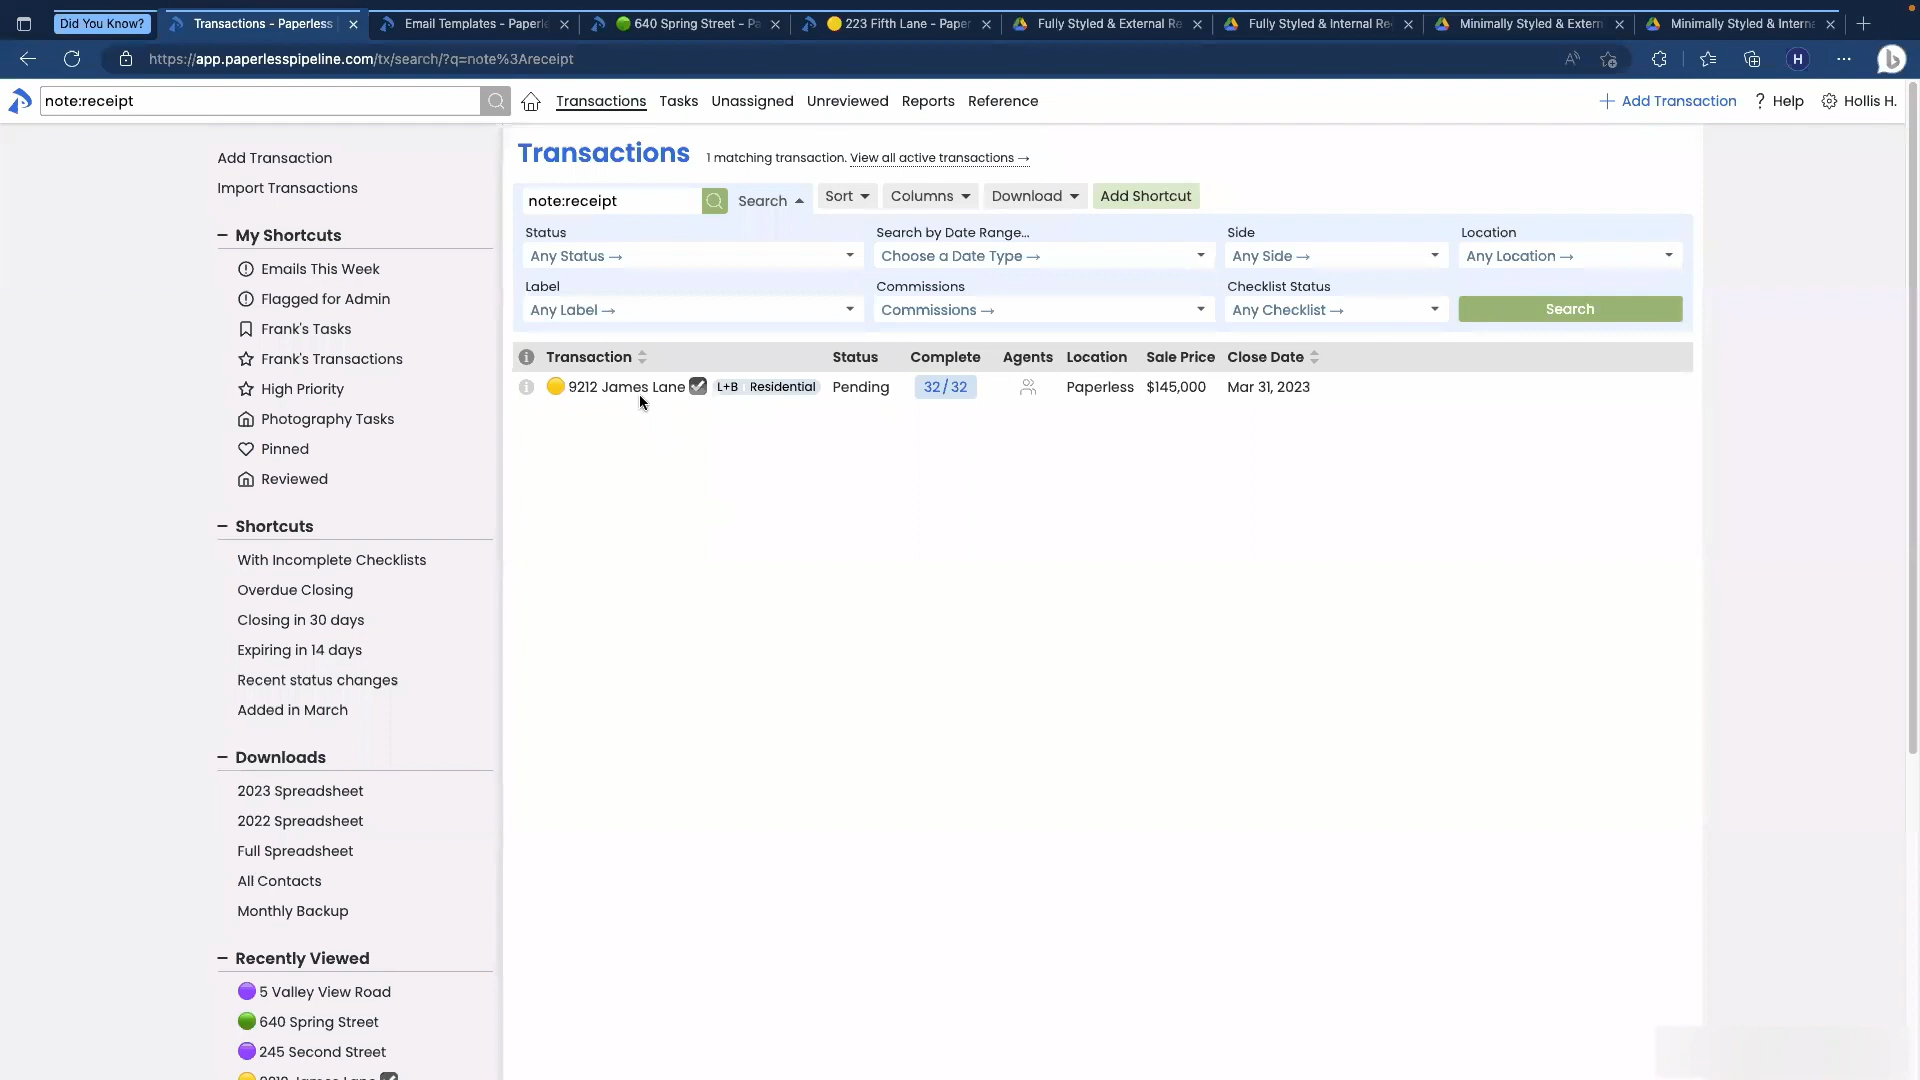 Did You Know?
Transactions - Paperless
Email Templates - Paperl
640 Spring Street - Pa
223 Fifth Lane - Paper
Fully Styled & External Re
Fully Styled & Internal Re
Minimally Styled & Extern
Minimally Styled & Intern
https://app.paperlesspipeline.com/tx/search/?q=note%3Areceipt
H
note:receipt
Transactions
Tasks
Unassigned
Unreviewed
Reports
Reference
Add Transaction
? Help
Hollis H.
Add Transaction
Import Transactions
My Shortcuts
Emails This Week
Flagged for Admin
Frank's Tasks
Frank's Transactions
High Priority
Photography Tasks
Pinned
Reviewed
Shortcuts
With Incomplete Checklists
Overdue Closing
Closing in 30 days
Expiring in 14 days
Recent status changes
Added in March
Downloads
2023 Spreadsheet
2022 Spreadsheet
Full Spreadsheet
All Contacts
Monthly Backup
Recently Viewed
5 Valley View Road
640 Spring Street
245 Second Street
Transactions 1 matching transaction. View all active transactions →
note:receipt Search Sort Columns Download Add Shortcut
Status Search by Date Range... Side Location
Any Status → Choose a Date Type → Any Side → Any Location →
Label Commissions Checklist Status
Any Label → Commissions → Any Checklist → Search
Transaction Status Complete Agents Location Sale Price Close Date
9212 James Lane L+B Residential Pending 32 / 32 Paperless $145,000 Mar 31, 2023